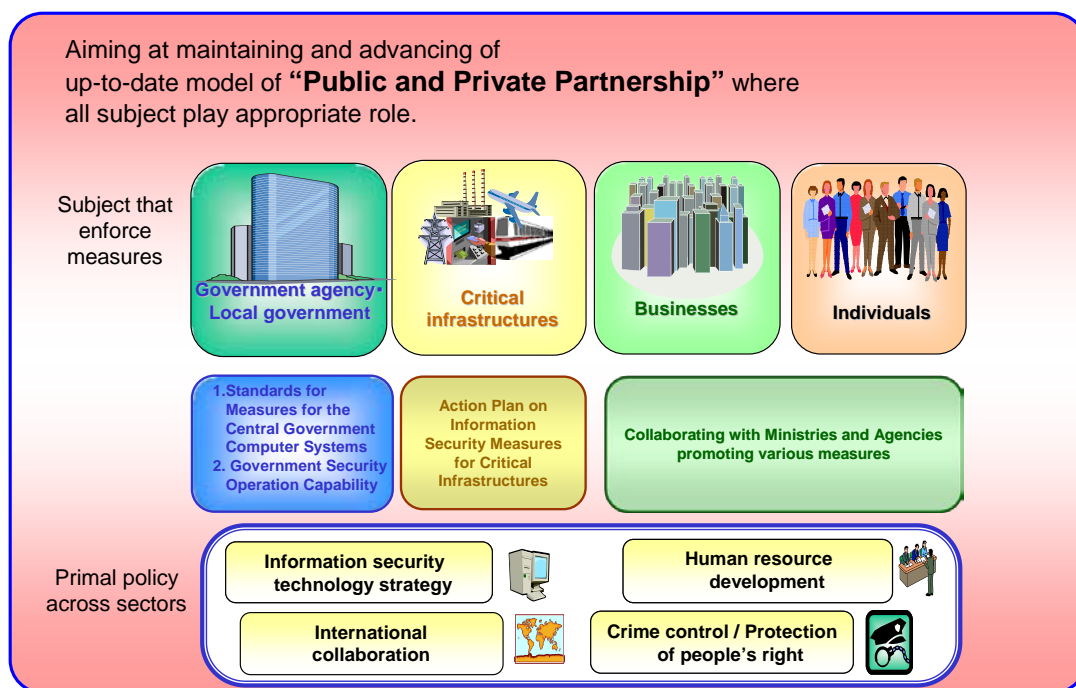 Aiming at maintaining and advancing of
up-to-date model of “Public and Private Partnership” where
all subject play appropriate role.
Subject that
enforce
measures
Government agency・
Local government
Critical
infrastructures
Businesses
Individuals
1.Standards for
Measures for the
Central Government
Computer Systems
2. Government Security
Operation Capability
Action Plan on
Information
Security Measures
for Critical
Infrastructures
Collaborating with Ministries and Agencies
promoting various measures
Primal policy
across sectors
Information security
technology strategy
Human resource
development
International
collaboration
Crime control / Protection
of people’s right